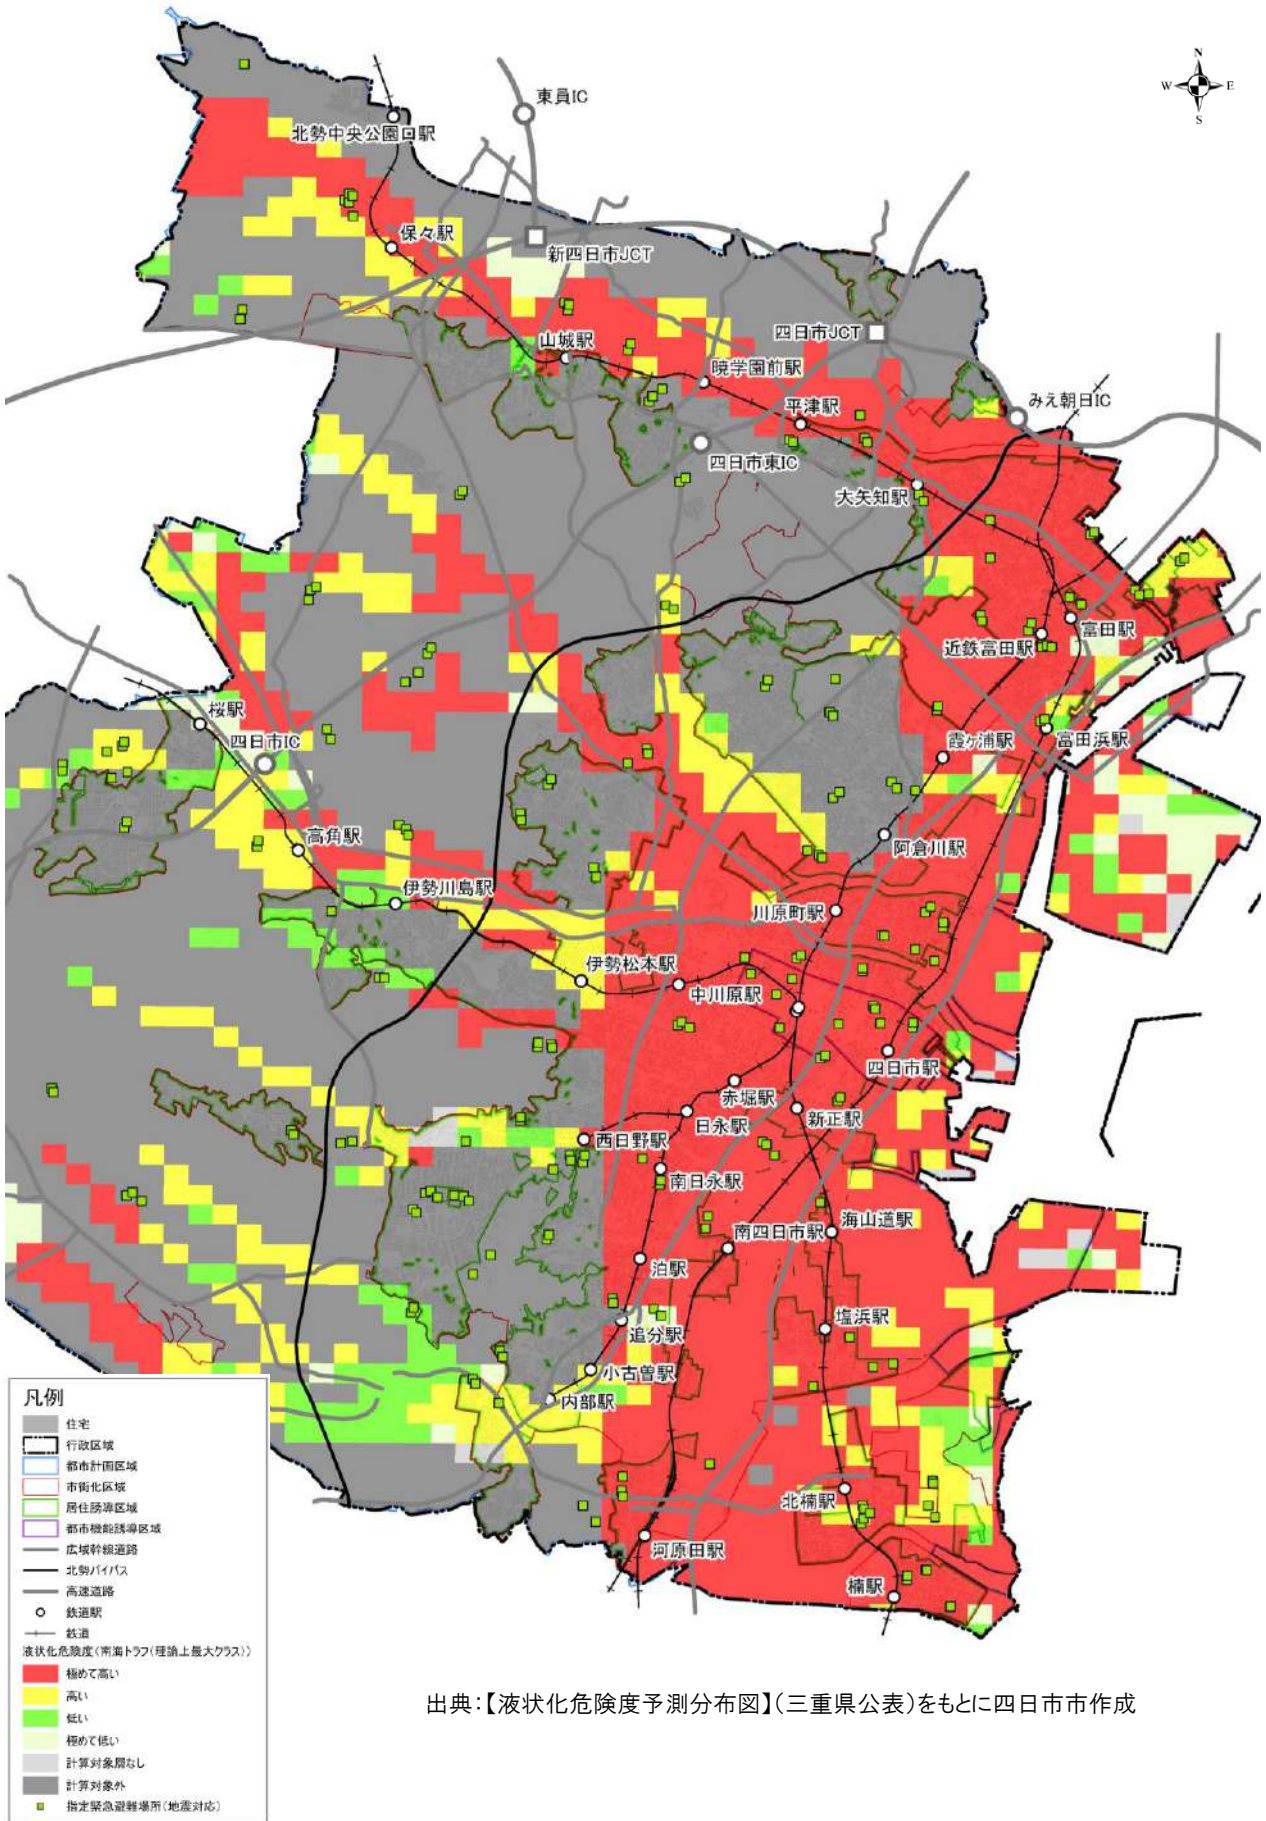 N
W
E
S
東員IC
北勢中央公園口駅
保々駅
新四日市JCT
四日市JCT
山城駅
暁学園前駅
みえ朝日IC
平津駅
四日市東IC
大矢知駅
富田駅
近鉄富田駅
桜駅
四日市IC
霞ヶ浦駅
富田浜駅
高角駅
阿倉川駅
伊勢川島駅
川原町駅
伊勢松本駅
中川原駅
四日市駅
赤堀駅
日永駅
新正駅
西日野駅
南日永駅
南四日市駅
海山道駅
泊駅
追分駅
塩浜駅
小古曽駅
内部駅
北楠駅
河原田駅
楠駅
凡例
住宅
行政区域
都市計画区域
市街化区域
居住誘導区域
都市機能誘導区域
広域幹線道路
北勢バイパス
高速道路
鉄道駅
鉄道
液状化危険度(南海トラフ(理論上最大クラス))
極めて高い
高い
低い
極めて低い
計算対象層なし
計算対象外
指定緊急避難場所(地震対応)
出典:【液状化危険度予測分布図】(三重県公表)をもとに四日市市作成